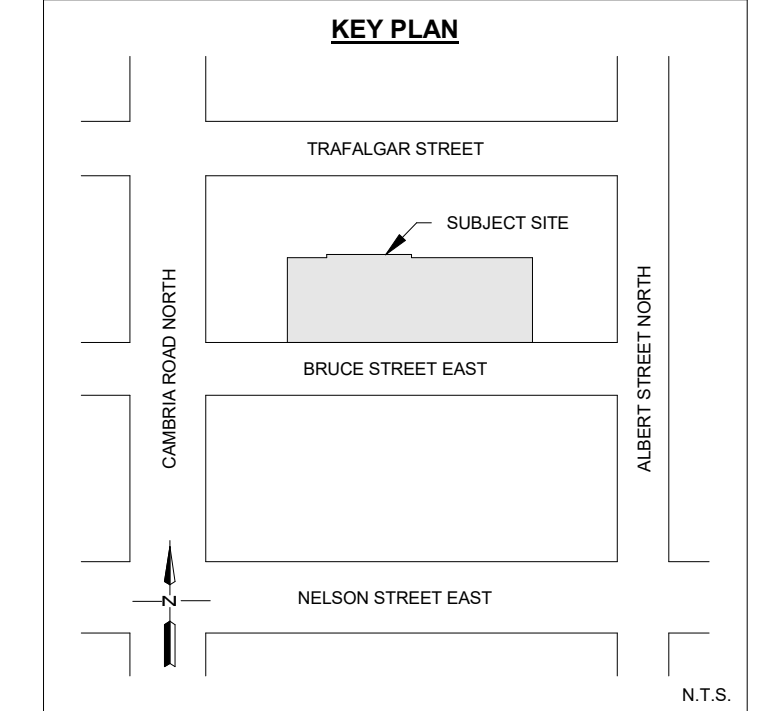 KEY PLAN
TRAFALGAR STREET
SUBJECT SITE
CAMBRIA ROAD NORTH
ALBERT STREET NORTH
BRUCE STREET EAST
N
NELSON STREET EAST
N.T.S.